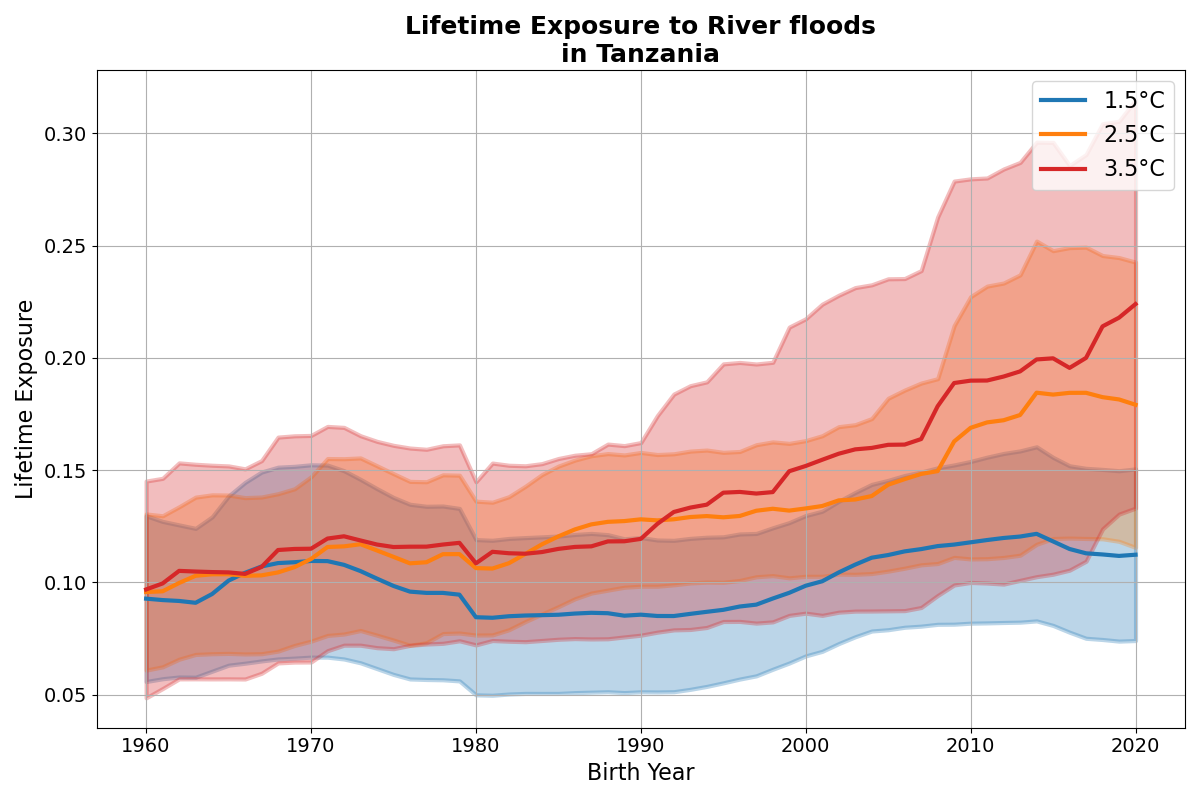 Lifetime Exposure to River floods
in Tanzania
1.5°C
2.5°C
3.5°C
Lifetime Exposure
0.30
0.25
0.20
0.15
0.10
0.05
1960 1970 1980 1990 2000 2010 2020
Birth Year